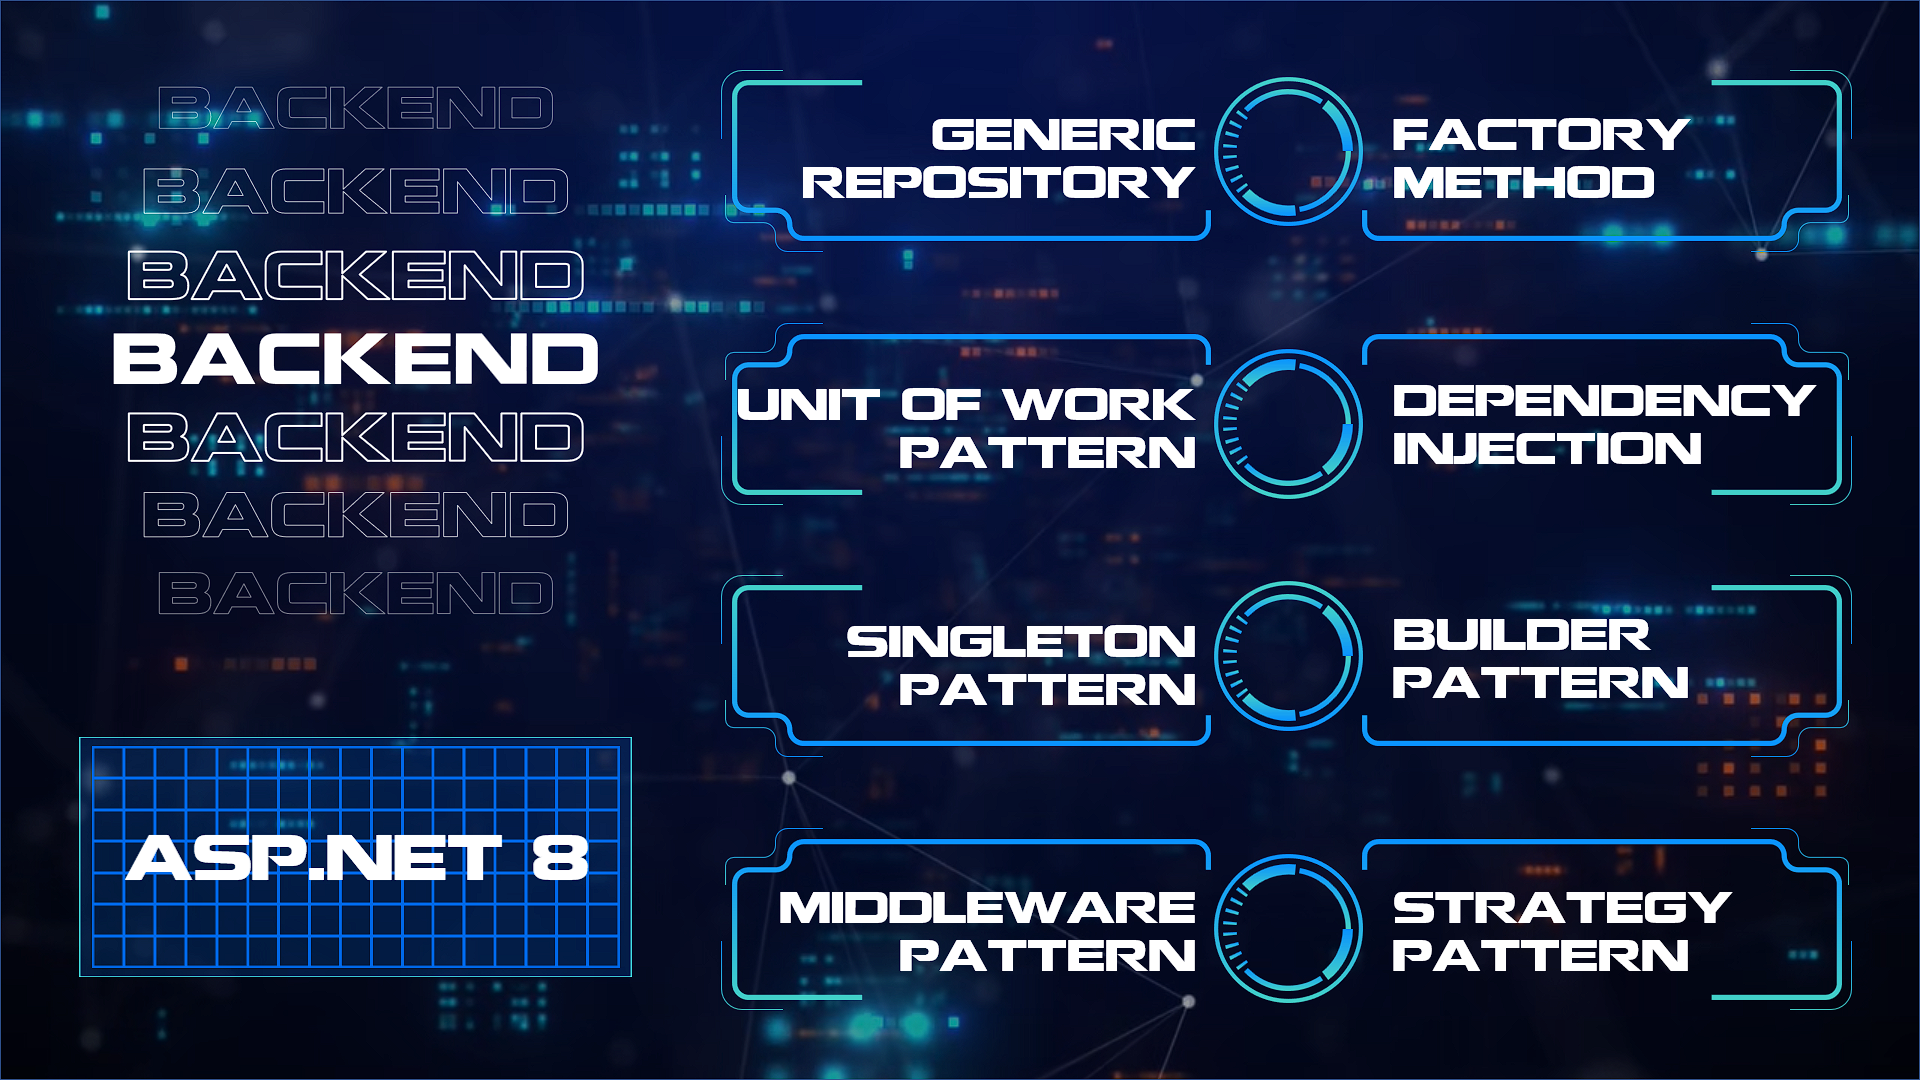 BACKEND
BACKEND
BACKEND
BACKEND
BACKEND
BACKEND
BACKEND
ASP.NET 8
GENERIC
REPOSITORY
FACTORY
METHOD
UNIT OF WORK
PATTERN
DEPENDENCY
INJECTION
SINGLETON
PATTERN
BUILDER
PATTERN
MIDDLEWARE
PATTERN
STRATEGY
PATTERN